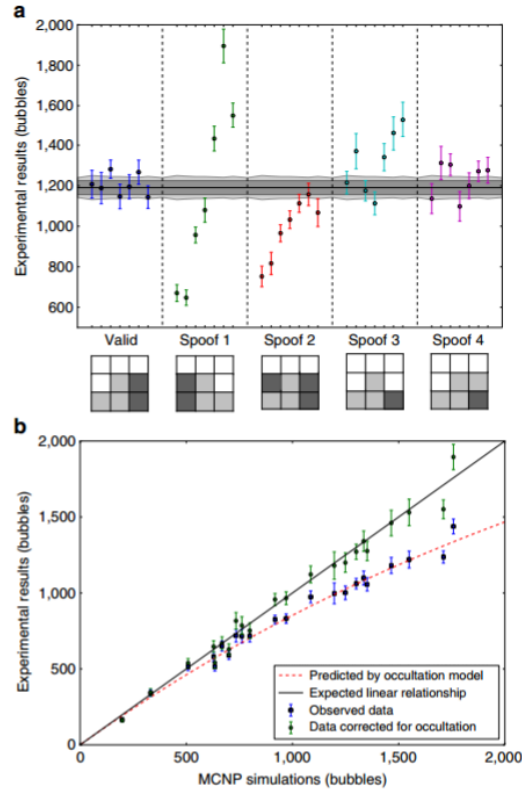 a
2,000
1,800
1,600
1,400
1,200
1,000
800
600
Experimental results (bubbles)
Valid Spoof 1 Spoof 2 Spoof 3 Spoof 4
b
2,000
1,500
1,000
500
0
Experimental results (bubbles)
Predicted by occultation model
Expected linear relationship
Observed data
Data corrected for occultation
0 500 1,000 1,500 2,000
MCNP simulations (bubbles)